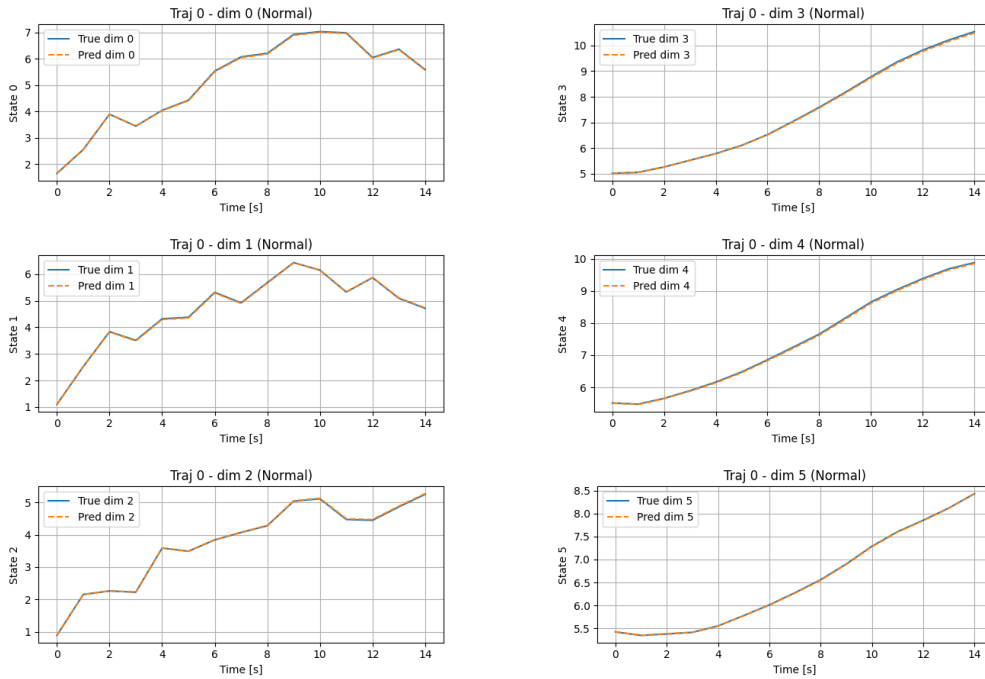 Traj 0 - dim 0 (Normal)
True dim 0
Pred dim 0
State 0
7
6
5
4
3
2
0 2 4 6 8 10 12 14
Time [s]
Traj 0 - dim 3 (Normal)
True dim 3
Pred dim 3
State 3
10
9
8
7
6
5
0 2 4 6 8 10 12 14
Time [s]
Traj 0 - dim 1 (Normal)
True dim 1
Pred dim 1
State 1
6
5
4
3
2
1
0 2 4 6 8 10 12 14
Time [s]
Traj 0 - dim 4 (Normal)
True dim 4
Pred dim 4
State 4
10
9
8
7
6
0 2 4 6 8 10 12 14
Time [s]
Traj 0 - dim 2 (Normal)
True dim 2
Pred dim 2
State 2
5
4
3
2
1
0 2 4 6 8 10 12 14
Time [s]
Traj 0 - dim 5 (Normal)
True dim 5
Pred dim 5
State 5
8.5
8.0
7.5
7.0
6.5
6.0
5.5
0 2 4 6 8 10 12 14
Time [s]